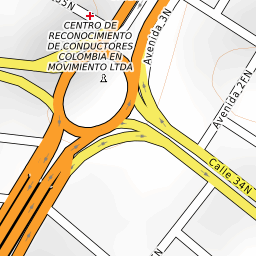 CENTRO DE
RECONOCIMIENTO
DE CONDUCTORES
COLOMBIA EN
MOVIMIENTO LTDA
Avenida 3N
Avenida 2EN
Calle 34N